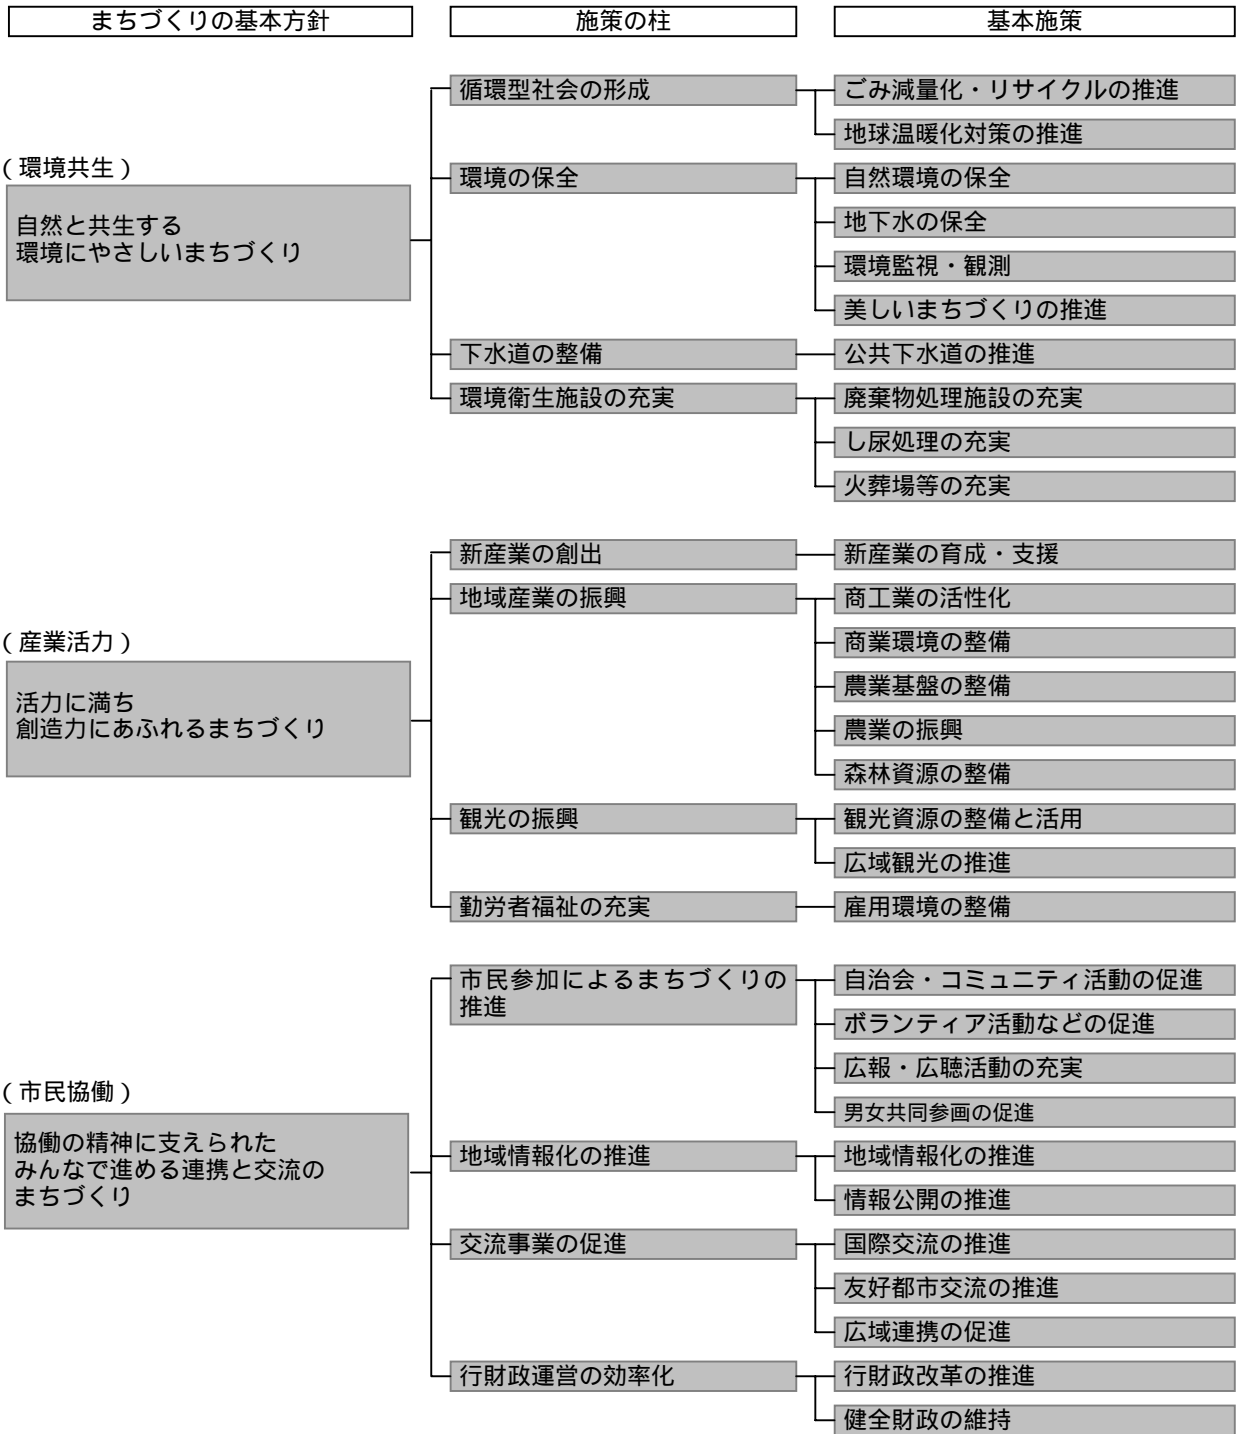 まちづくりの基本方針
施策の柱
基本施策
(環境共生)
自然と共生する
環境にやさしいまちづくり
循環型社会の形成
ごみ減量化・リサイクルの推進
地球温暖化対策の推進
環境の保全
自然環境の保全
地下水の保全
環境監視・観測
美しいまちづくりの推進
下水道の整備
公共下水道の推進
環境衛生施設の充実
廃棄物処理施設の充実
し尿処理の充実
火葬場等の充実
(産業活力)
活力に満ち
創造力にあふれるまちづくり
新産業の創出
新産業の育成・支援
地域産業の振興
商工業の活性化
商業環境の整備
農業基盤の整備
農業の振興
森林資源の整備
観光の振興
観光資源の整備と活用
広域観光の推進
勤労者福祉の充実
雇用環境の整備
(市民協働)
協働の精神に支えられた
みんなで進める連携と交流の
まちづくり
市民参加によるまちづくりの
推進
自治会・コミュニティ活動の促進
ボランティア活動などの促進
広報・広聴活動の充実
男女共同参画の促進
地域情報化の推進
地域情報化の推進
情報公開の推進
交流事業の促進
国際交流の推進
友好都市交流の推進
広域連携の促進
行財政運営の効率化
行財政改革の推進
健全財政の維持